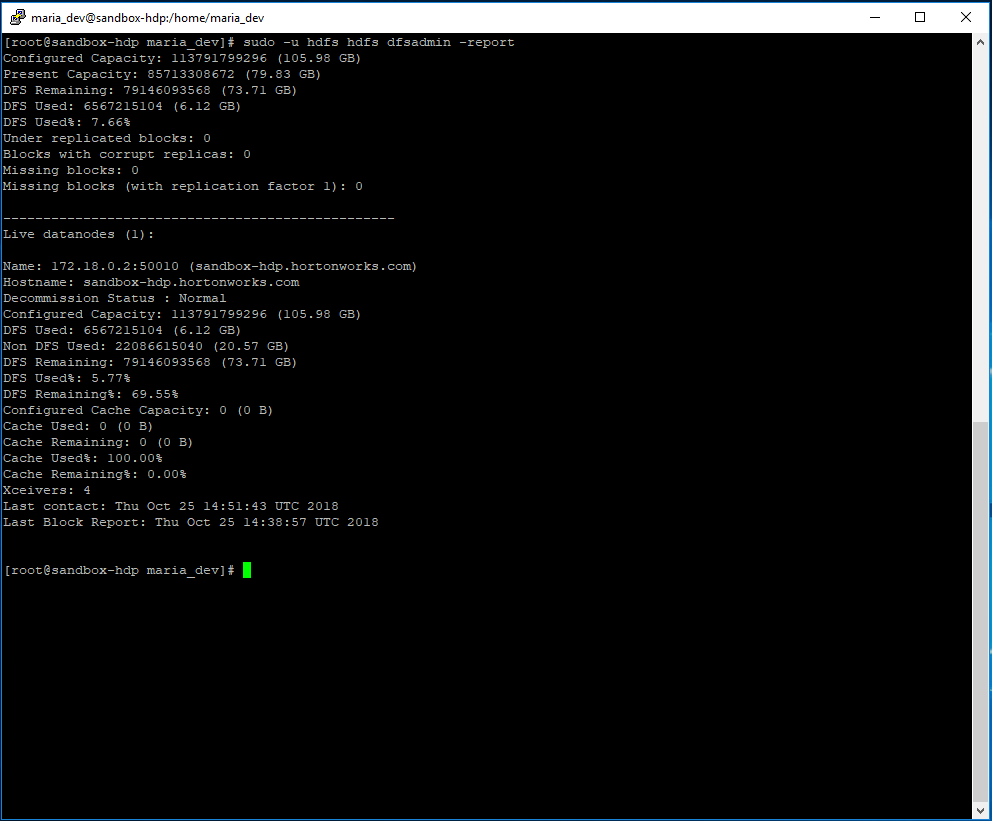 maria_dev@sandbox-hdp:/home/maria_dev
[root@sandbox-hdp maria_dev]# sudo -u hdfs hdfs dfsadmin -report
Configured Capacity: 113791799296 (105.98 GB)
Present Capacity: 85713308672 (79.83 GB)
DFS Remaining: 79146093568 (73.71 GB)
DFS Used: 6567215104 (6.12 GB)
DFS Used%: 7.66%
Under replicated blocks: 0
Blocks with corrupt replicas: 0
Missing blocks: 0
Missing blocks (with replication factor 1): 0
-------------------------------------------------
Live datanodes (1):
Name: 172.18.0.2:50010 (sandbox-hdp.hortonworks.com)
Hostname: sandbox-hdp.hortonworks.com
Decommission Status : Normal
Configured Capacity: 113791799296 (105.98 GB)
DFS Used: 6567215104 (6.12 GB)
Non DFS Used: 22086615040 (20.57 GB)
DFS Remaining: 79146093568 (73.71 GB)
DFS Used%: 5.77%
DFS Remaining%: 69.55%
Configured Cache Capacity: 0 (0 B)
Cache Used: 0 (0 B)
Cache Remaining: 0 (0 B)
Cache Used%: 100.00%
Cache Remaining%: 0.00%
Xceivers: 4
Last contact: Thu Oct 25 14:51:43 UTC 2018
Last Block Report: Thu Oct 25 14:38:57 UTC 2018
[root@sandbox-hdp maria_dev]#